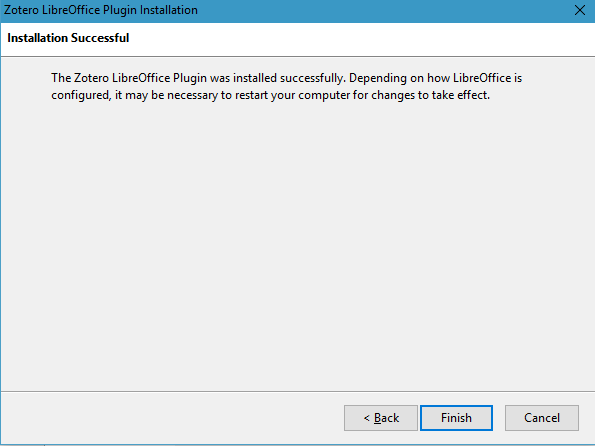 Zotero LibreOffice Plugin Installation
Installation Successful
The Zotero LibreOffice Plugin was installed successfully. Depending on how LibreOffice is
configured, it may be necessary to restart your computer for changes to take effect.
< Back Finish Cancel